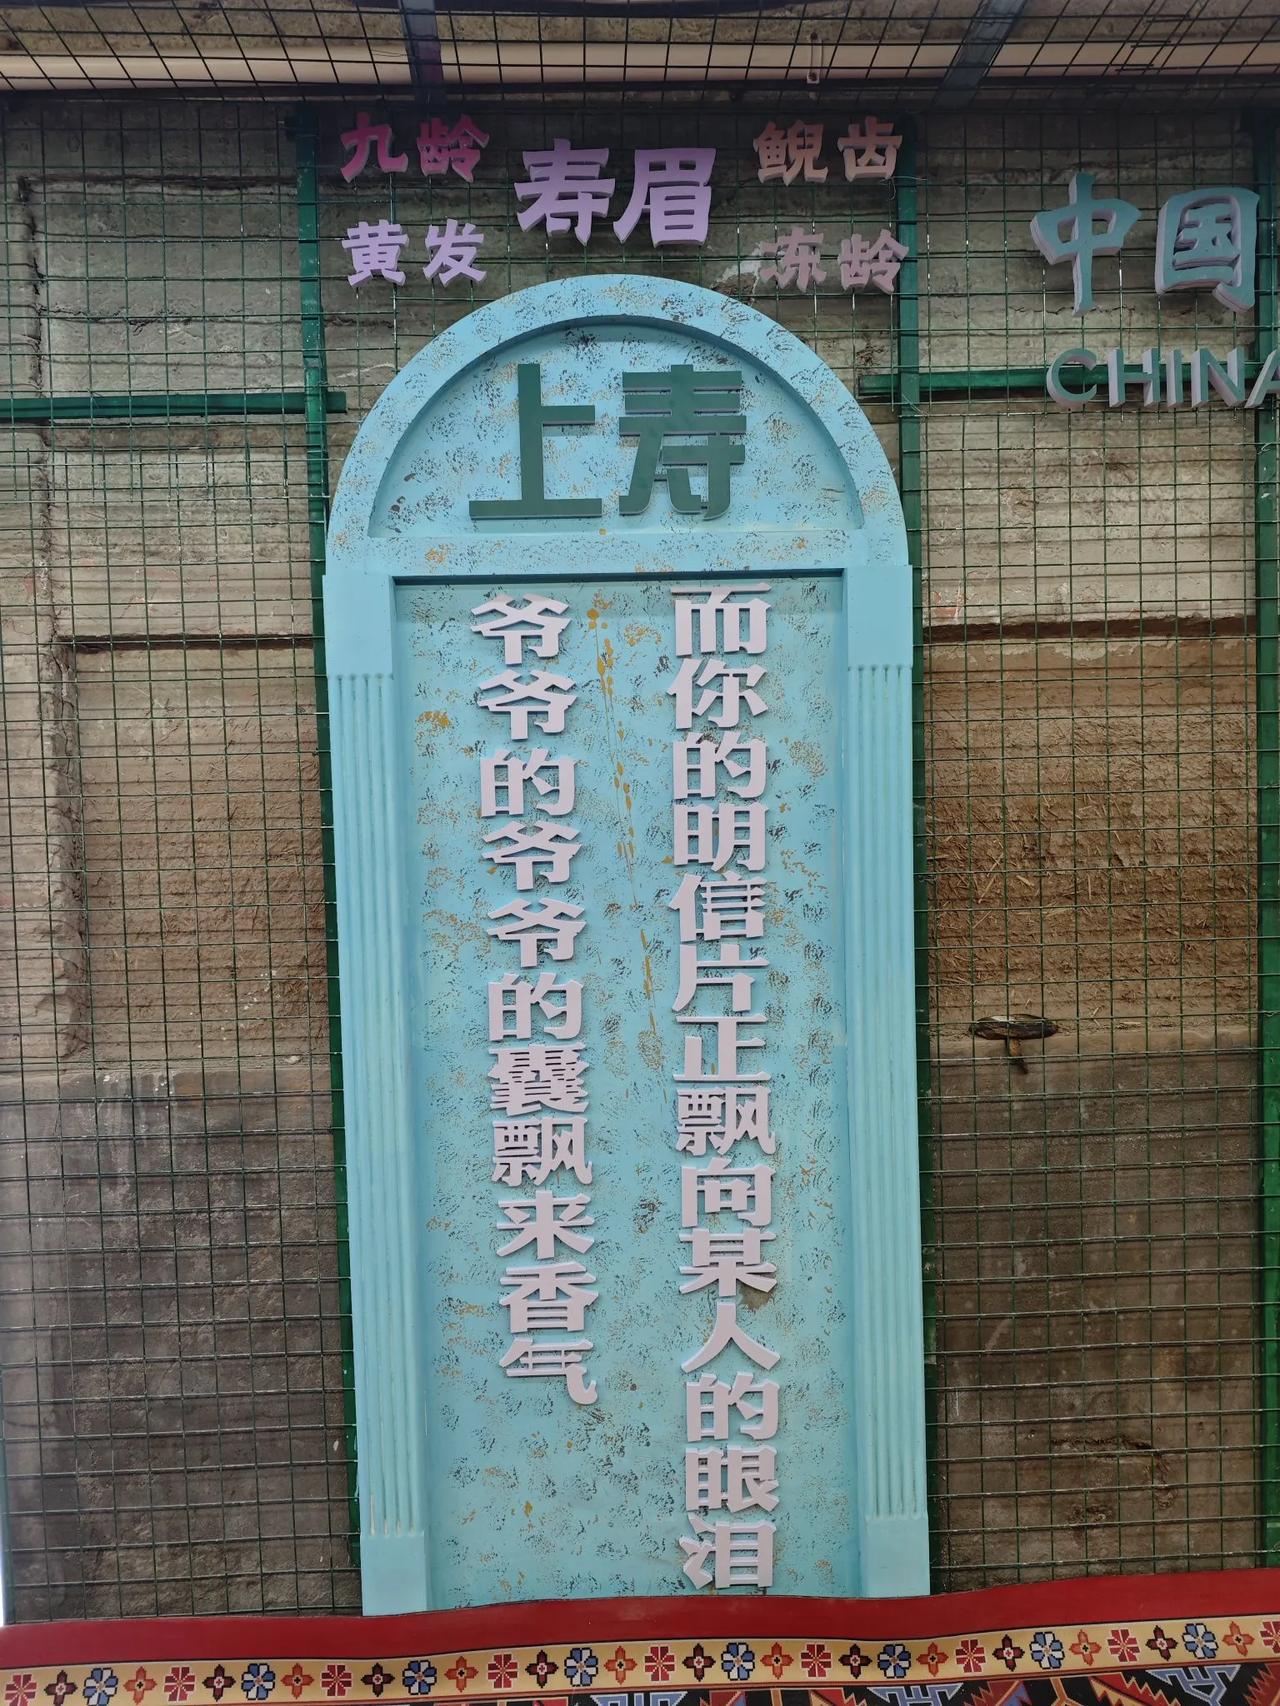 九龄
黄发
寿眉
鲵齿
冻龄
中国
CHINA
上寿
而你的明信片正飘向某人的眼泪
爷爷的爷爷的囊飘来香气